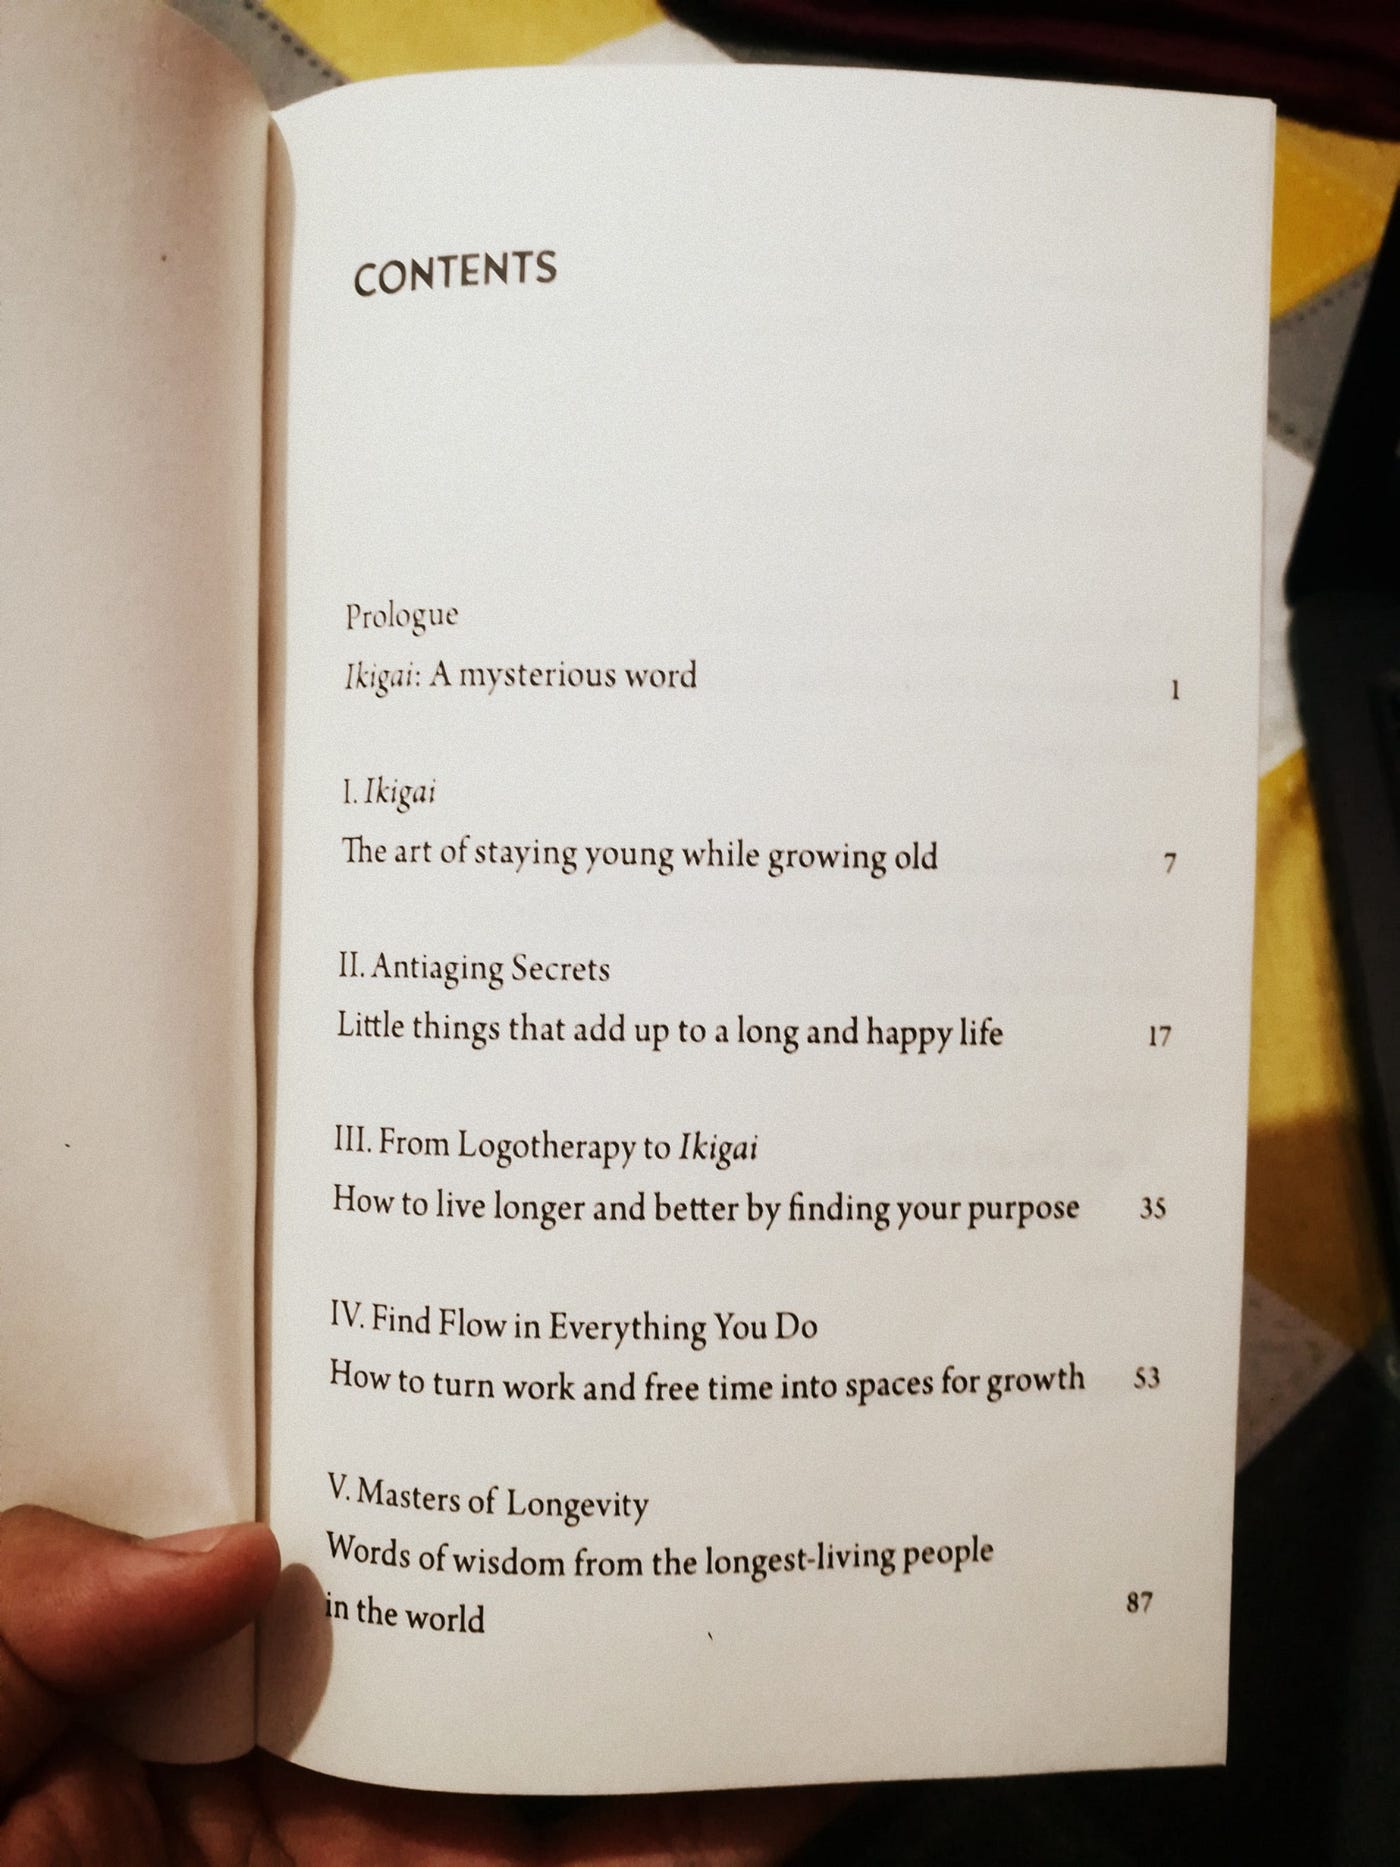 CONTENTS
Prologue
Ikigai: A mysterious word 1
I. Ikigai
The art of staying young while growing old 7
II. Antiaging Secrets
Little things that add up to a long and happy life 17
III. From Logotherapy to Ikigai
How to live longer and better by finding your purpose 35
IV. Find Flow in Everything You Do
How to turn work and free time into spaces for growth 53
V. Masters of Longevity
Words of wisdom from the longest-living people
in the world 87